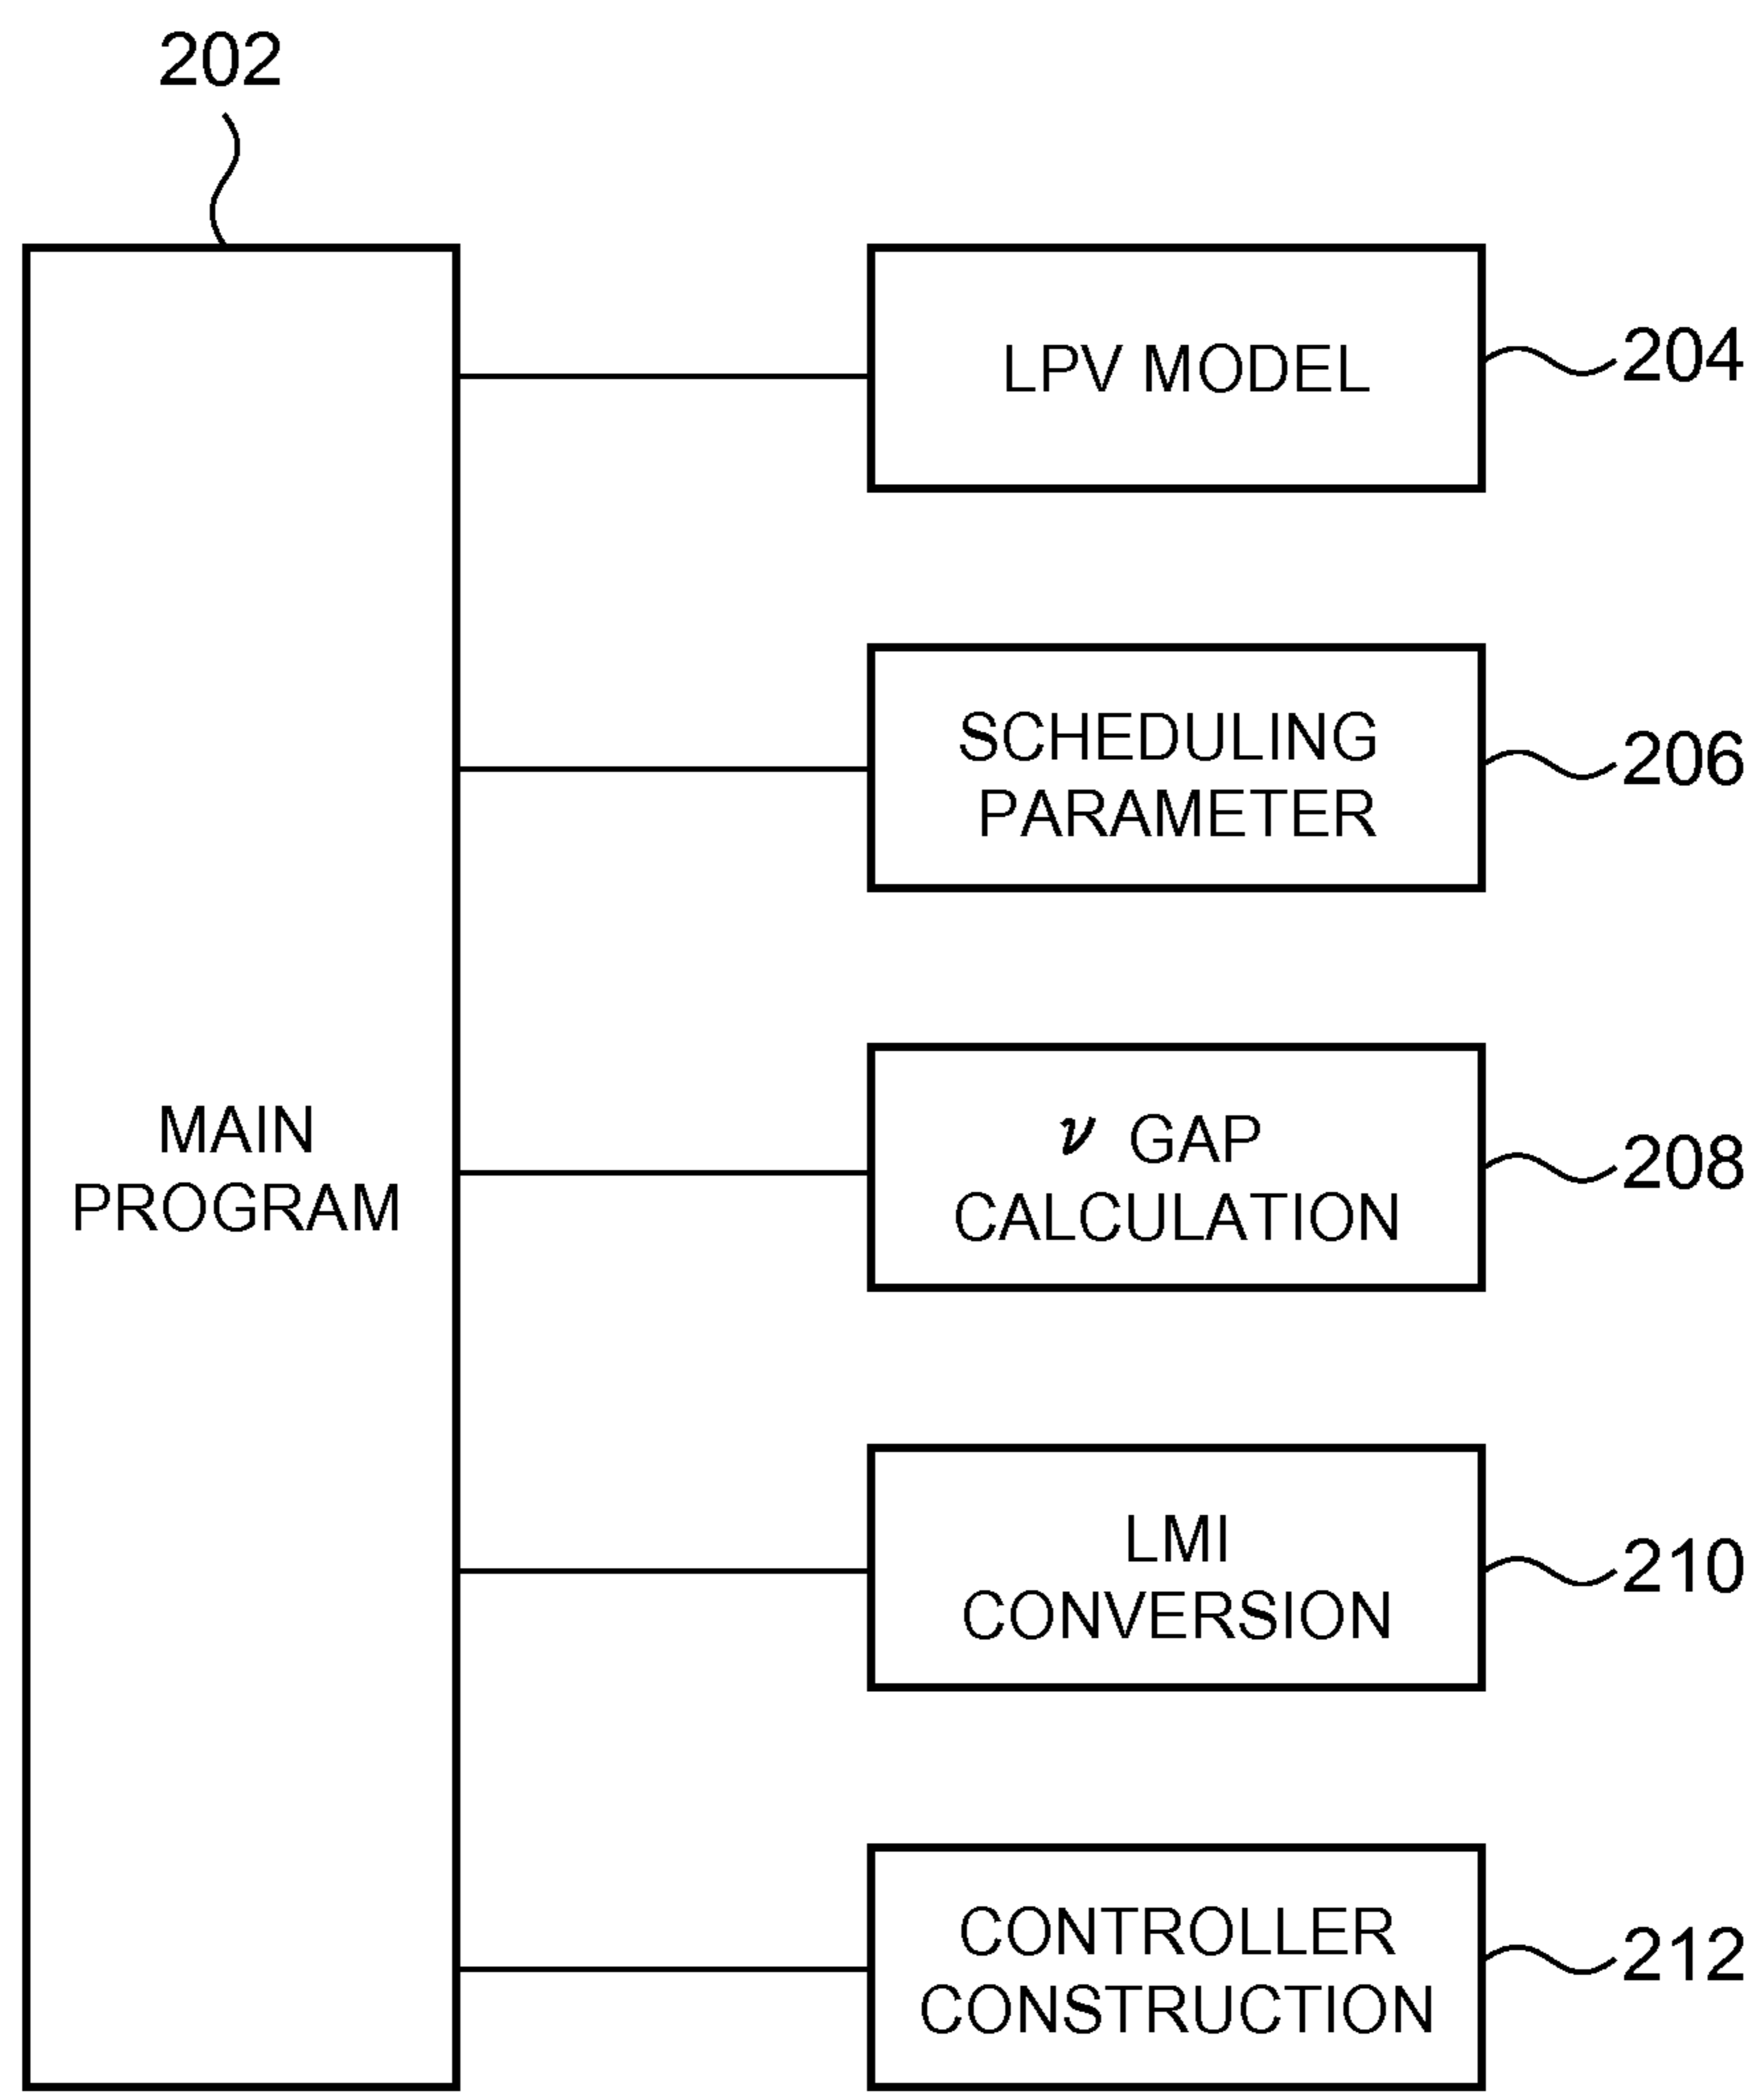 202
MAIN
PROGRAM
LPV MODEL
204
SCHEDULING
PARAMETER
206
ν GAP
CALCULATION
208
LMI
CONVERSION
210
CONTROLLER
CONSTRUCTION
212